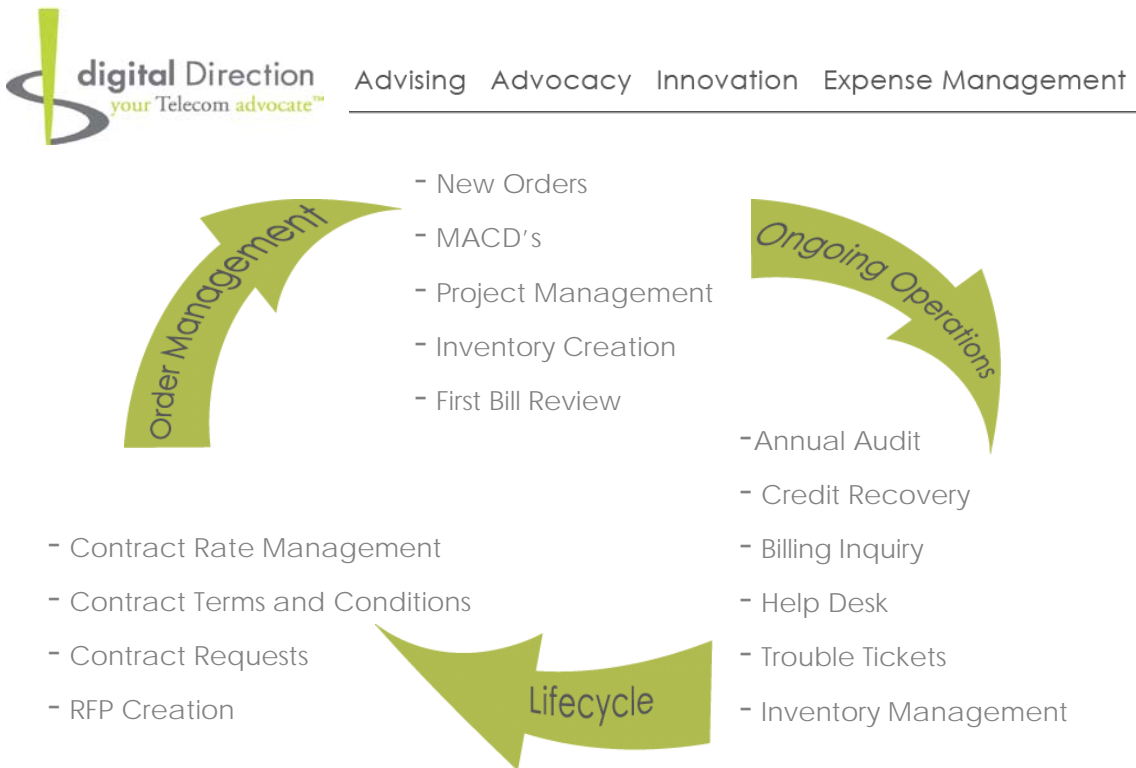 digital Direction
your Telecom advocate™
Advising Advocacy Innovation Expense Management
Order Management
- New Orders
- MACD's
- Project Management
- Inventory Creation
- First Bill Review
Ongoing Operations
-Annual Audit
- Credit Recovery
- Billing Inquiry
- Help Desk
- Trouble Tickets
- Inventory Management
Lifecycle
- Contract Rate Management
- Contract Terms and Conditions
- Contract Requests
- RFP Creation